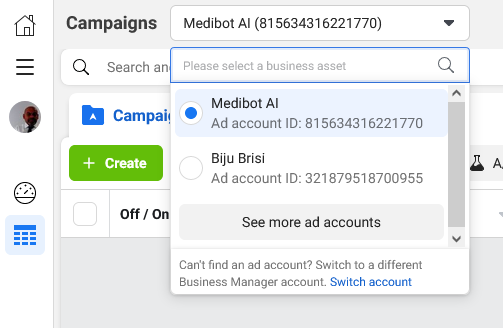 Campaigns
Medibot AI (815634316221770)
Search an
Please select a business asset
Campaig
Medibot AI
Ad account ID: 815634316221770
Create
Biju Brisi
Ad account ID: 321879518700955
A
Off / On
See more ad accounts
Can't find an ad account? Switch to a different
Business Manager account. Switch account